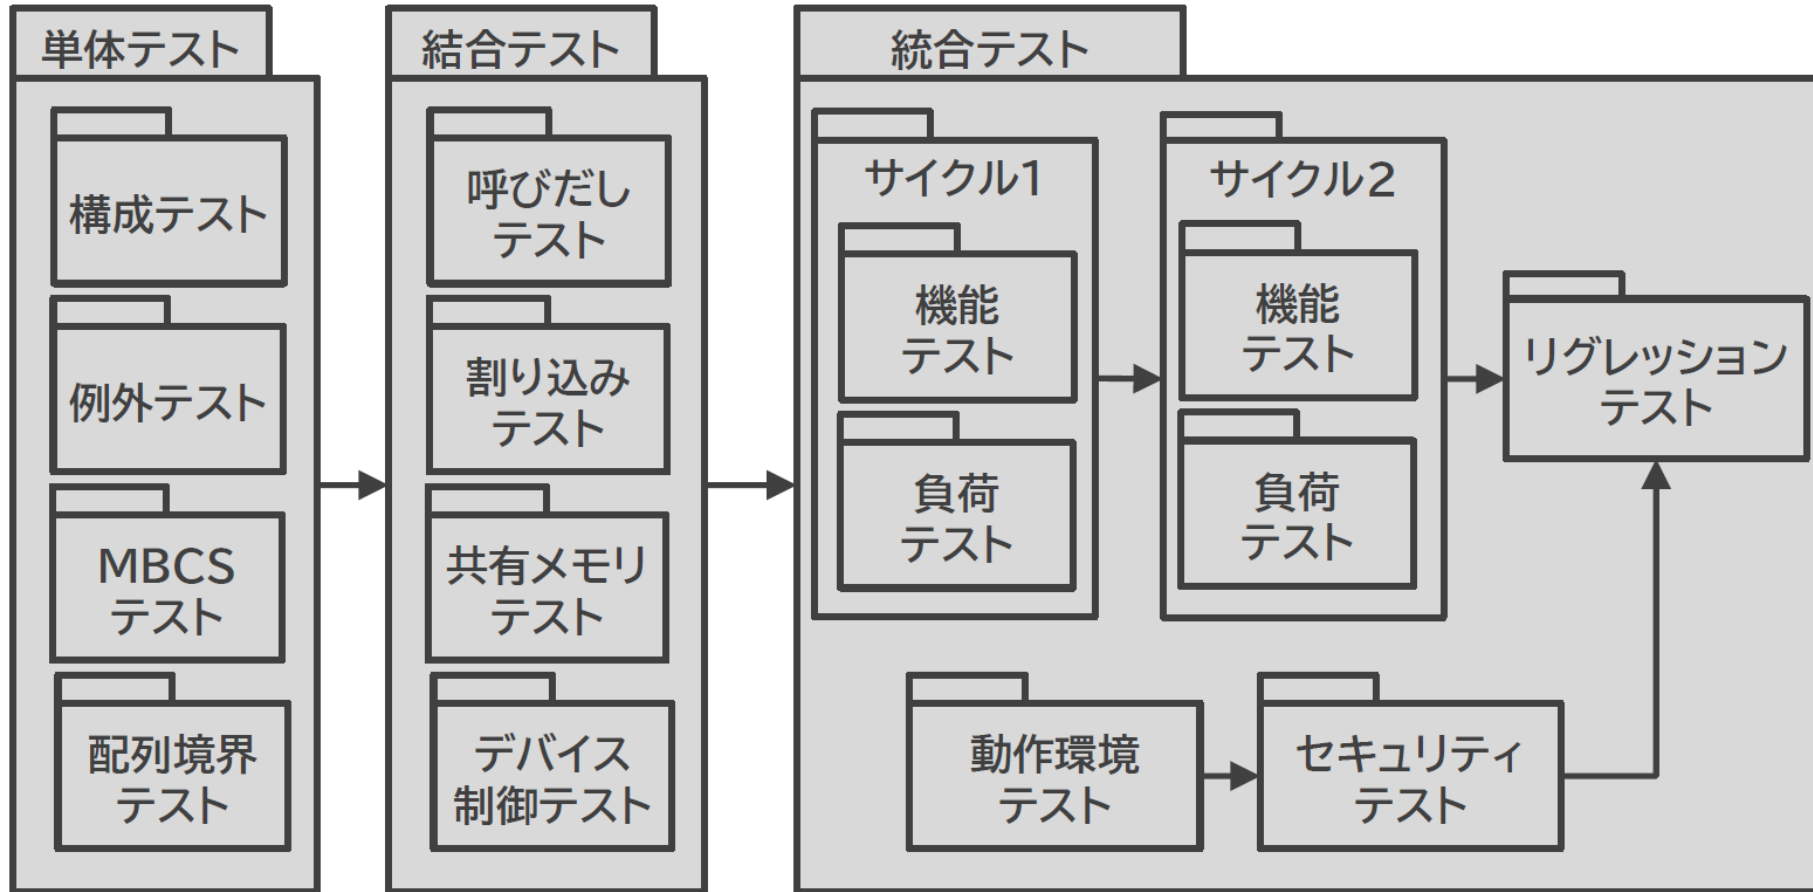 単体テスト
構成テスト
例外テスト
MBCS
テスト
配列境界
テスト
結合テスト
呼びだし
テスト
割り込み
テスト
共有メモリ
テスト
デバイス
制御テスト
統合テスト
サイクル1
機能
テスト
負荷
テスト
サイクル2
機能
テスト
負荷
テスト
リグレッション
テスト
動作環境
テスト
セキュリティ
テスト